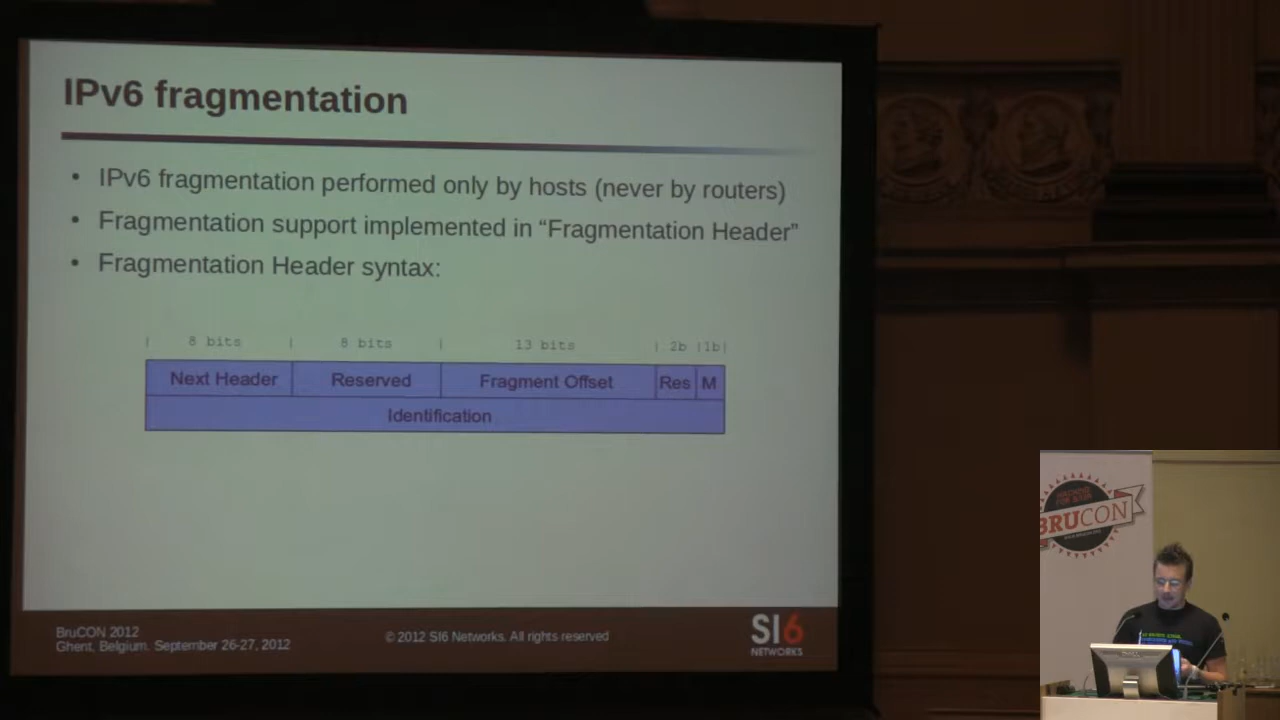 IPv6 fragmentation
• IPv6 fragmentation performed only by hosts (never by routers)
• Fragmentation support implemented in “Fragmentation Header”
• Fragmentation Header syntax:
| 8 bits | 8 bits | 13 bits | 2b |1b|
Next Header Reserved Fragment Offset Res M
Identification
BruCON 2012
Ghent, Belgium. September 26-27, 2012
© 2012 SI6 Networks. All rights reserved
SI6
NETWORKS
BRUCON